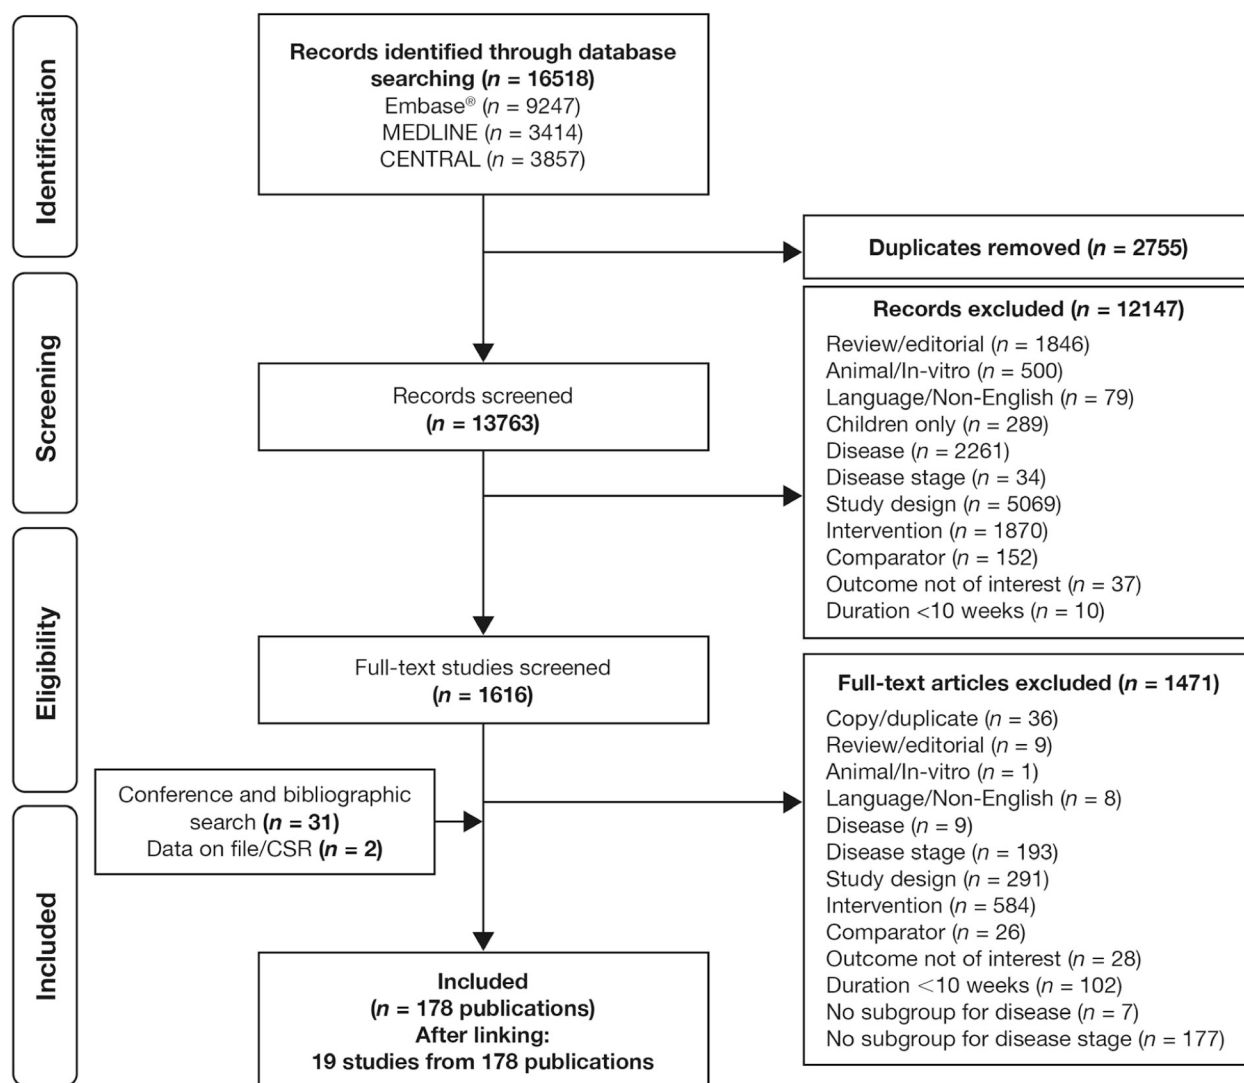 Identification
Records identified through database
searching (n = 16518)
Embase® (n = 9247)
MEDLINE (n = 3414)
CENTRAL (n = 3857)
Duplicates removed (n = 2755)
Screening
Records screened
(n = 13763)
Records excluded (n = 12147)
Review/editorial (n = 1846)
Animal/In-vitro (n = 500)
Language/Non-English (n = 79)
Children only (n = 289)
Disease (n = 2261)
Disease stage (n = 34)
Study design (n = 5069)
Intervention (n = 1870)
Comparator (n = 152)
Outcome not of interest (n = 37)
Duration <10 weeks (n = 10)
Eligibility
Full-text studies screened
(n = 1616)
Full-text articles excluded (n = 1471)
Copy/duplicate (n = 36)
Review/editorial (n = 9)
Animal/In-vitro (n = 1)
Language/Non-English (n = 8)
Disease (n = 9)
Disease stage (n = 193)
Study design (n = 291)
Intervention (n = 584)
Comparator (n = 26)
Outcome not of interest (n = 28)
Duration <10 weeks (n = 102)
No subgroup for disease (n = 7)
No subgroup for disease stage (n = 177)
Conference and bibliographic
search (n = 31)
Data on file/CSR (n = 2)
Included
Included
(n = 178 publications)
After linking:
19 studies from 178 publications